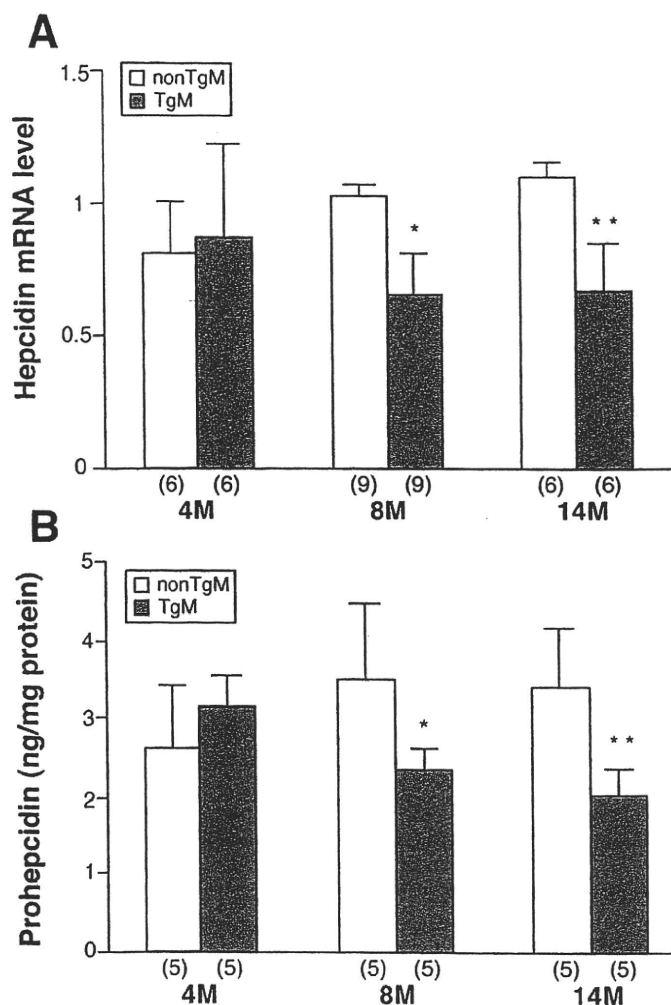 A
1.5
nonTgM
TgM
Hepcidin mRNA level
1
*
* *
0.5
0
(6) (6) (9) (9) (6) (6)
4M 8M 14M
B
5
nonTgM
TgM
Prohepcidin (ng/mg protein)
4
3
*
* *
2
1
0
(5) (5) (5) (5) (5) (5)
4M 8M 14M